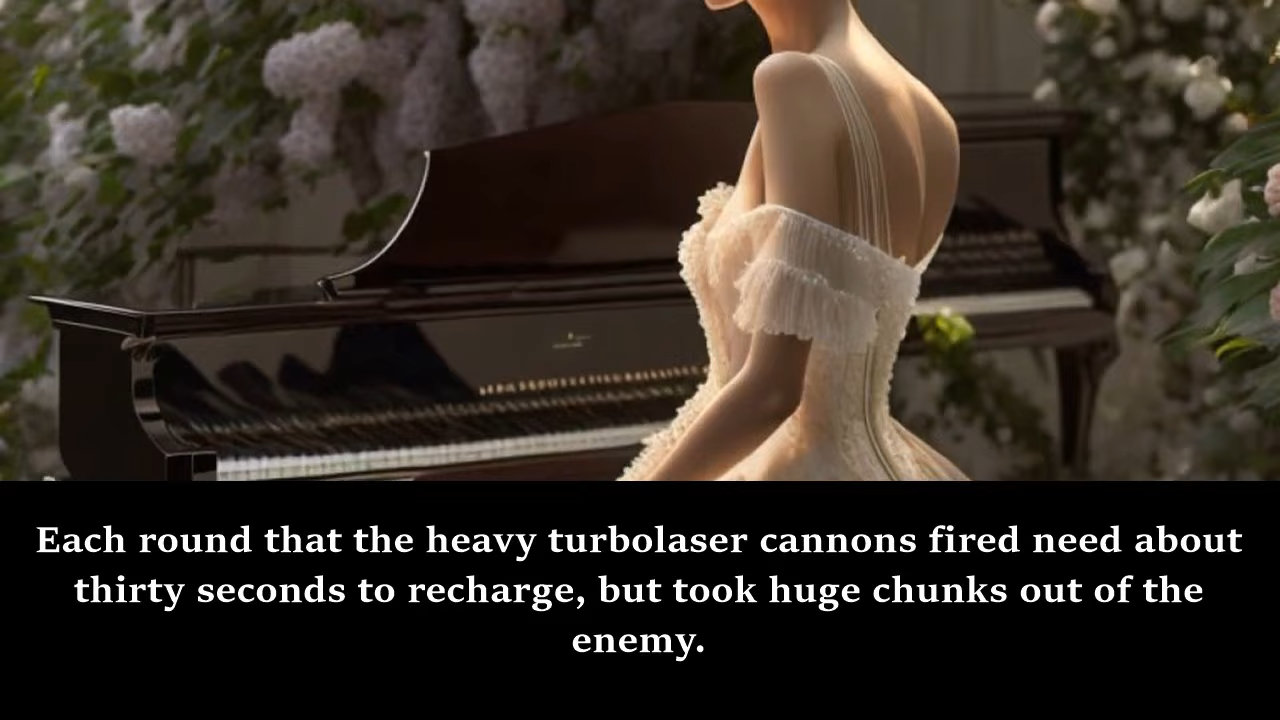 Each round that the heavy turbolaser cannons fired need about
thirty seconds to recharge, but took huge chunks out of the
enemy.